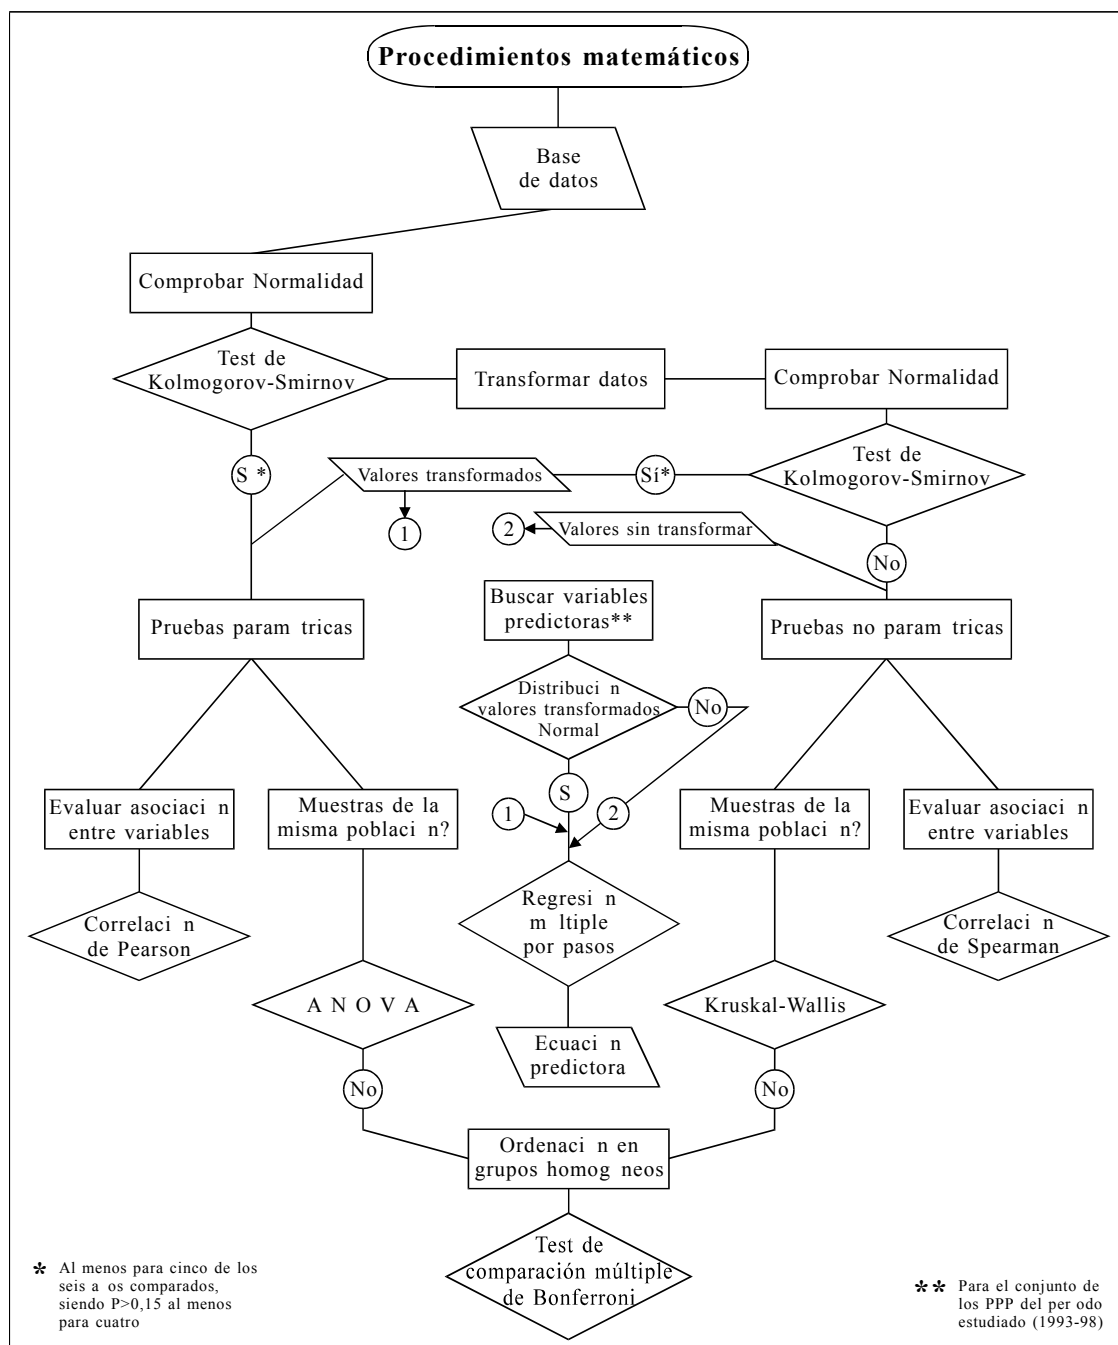 Procedimientos matemáticos
Base
de datos
Comprobar Normalidad
Test de
Kolmogorov-Smirnov
Transformar datos
Comprobar Normalidad
Test de
Kolmogorov-Smirnov
S *
Valores transformados
Sí*
1
2
Valores sin transformar
No
Pruebas param tricas
Buscar variables
predictoras**
Pruebas no param tricas
Distribuci n
valores transformados
Normal
No
S
1
2
Evaluar asociaci n
entre variables
Muestras de la
misma poblaci n?
Muestras de la
misma poblaci n?
Evaluar asociaci n
entre variables
Correlaci n
de Pearson
Regresi n
m ltiple
por pasos
Correlaci n
de Spearman
A N O V A
Kruskal-Wallis
Ecuaci n
predictora
No
No
Ordenaci n en
grupos homog neos
Test de
comparación múltiple
de Bonferroni
* Al menos para cinco de los
seis a os comparados,
siendo P>0,15 al menos
para cuatro
** Para el conjunto de
los PPP del per odo
estudiado (1993-98)